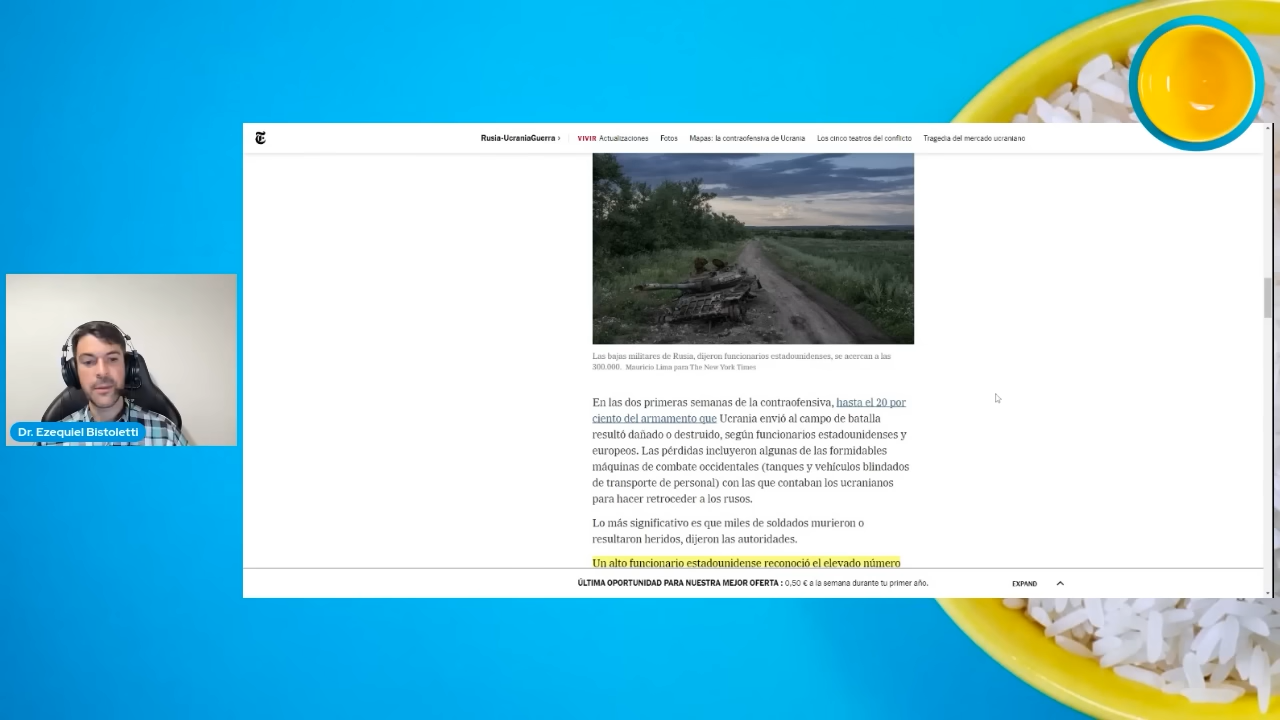 Rusia-UcraniaGuerra ›
VIVIR Actualizaciones
Fotos
Mapas: la contraofensiva de Ucrania
Los cinco teatros del conflicto
Tragedia del mercado ucraniano
Las bajas militares de Rusia, dijeron funcionarios estadounidenses, se acercan a las
300.000. Mauricio Lima para The New York Times
En las dos primeras semanas de la contraofensiva, hasta el 20 por
ciento del armamento que Ucrania envió al campo de batalla
resultó dañado o destruido, según funcionarios estadounidenses y
europeos. Las pérdidas incluyeron algunas de las formidables
máquinas de combate occidentales (tanques y vehículos blindados
de transporte de personal) con las que contaban los ucranianos
para hacer retroceder a los rusos.
Lo más significativo es que miles de soldados murieron o
resultaron heridos, dijeron las autoridades.
Un alto funcionario estadounidense reconoció el elevado número
Dr. Ezequiel Bistoletti
ÚLTIMA OPORTUNIDAD PARA NUESTRA MEJOR OFERTA : 0,50 € a la semana durante tu primer año.
EXPAND